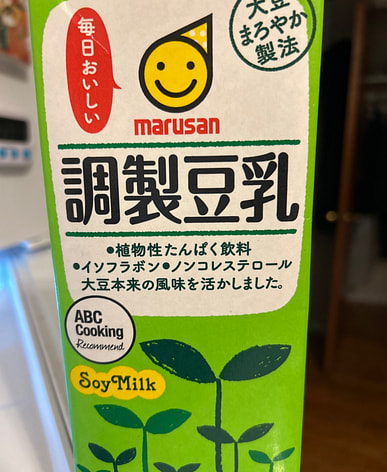 毎日おいしい
大豆
まろやか
製法
marusan
調製豆乳
●植物性たんぱく飲料
●イソフラボン●ノンコレステロール
大豆本来の風味を活かしました。
ABC
Cooking
Recommend
SoyMilk